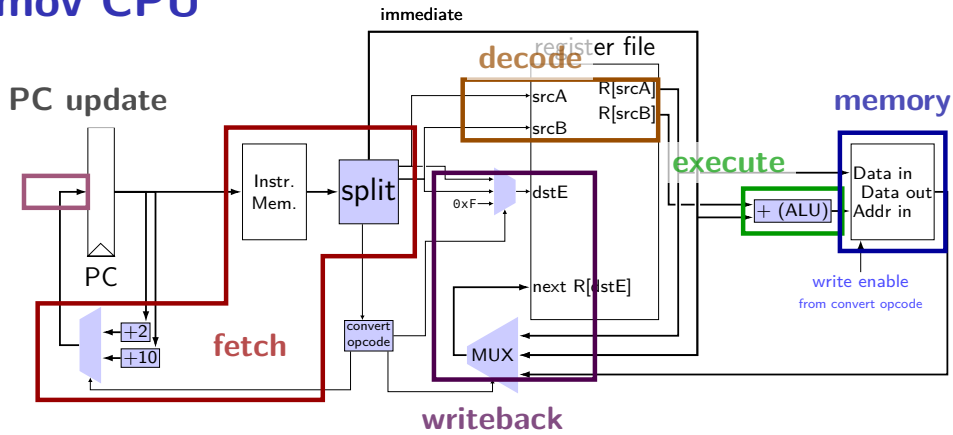 mov CPU
immediate
register file
decode
PC update
memory
srcA
R[srcA]
R[srcB]
srcB
execute
Instr.
Mem.
split
Data in
Data out
Addr in
dstE
0xF
+ (ALU)
PC
write enable
from convert opcode
next R[dstE]
convert
opcode
+2
+10
fetch
MUX
writeback